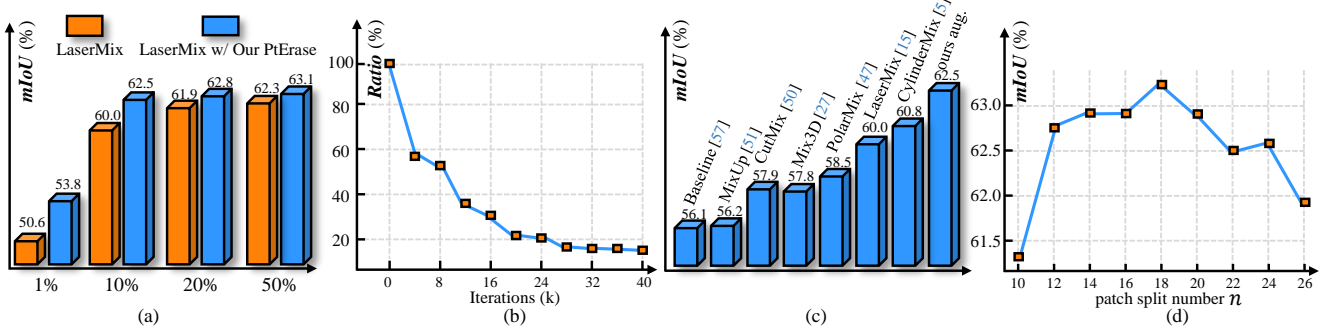 mIoU (%)
LaserMix
LaserMix w/ Our PtErase
50.6
53.8
60.0
62.5
61.9
62.8
62.3
63.1
1%
10%
20%
50%
(a)
Ratio (%)
100
80
60
40
20
0
8
16
24
32
40
Iterations (k)
(b)
mIoU (%)
Baseline [57]
MixUp [51]
CutMix [50]
Mix3D [27]
PolarMix [47]
LaserMix [15]
CylinderMix [5]
ours aug.
56.1
56.2
57.9
57.8
58.5
60.0
60.8
62.5
(c)
mIoU (%)
63.0
62.5
62.0
61.5
10
12
14
16
18
20
22
24
26
patch split number n
(d)